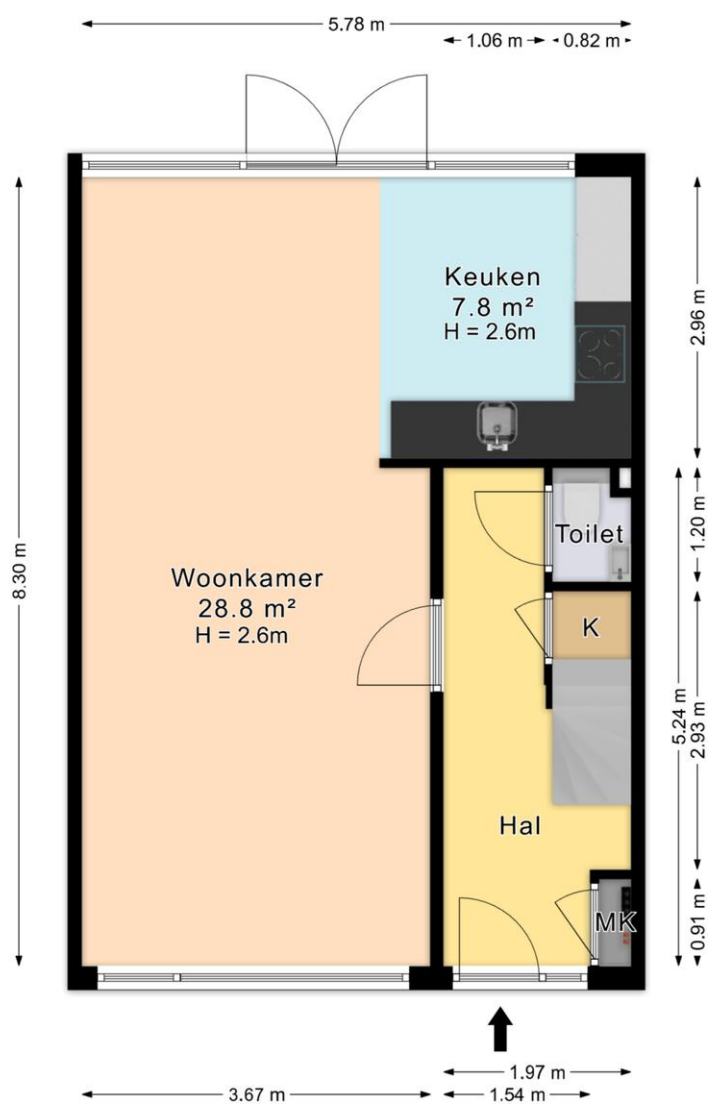 5.78 m
1.06 m
0.82 m
Keuken
7.8 m²
H = 2.6m
2.96 m
Toilet
1.20 m
8.30 m
Woonkamer
28.8 m²
H = 2.6m
K
5.24 m
2.93 m
Hal
MK
0.91 m
1.97 m
3.67 m
1.54 m